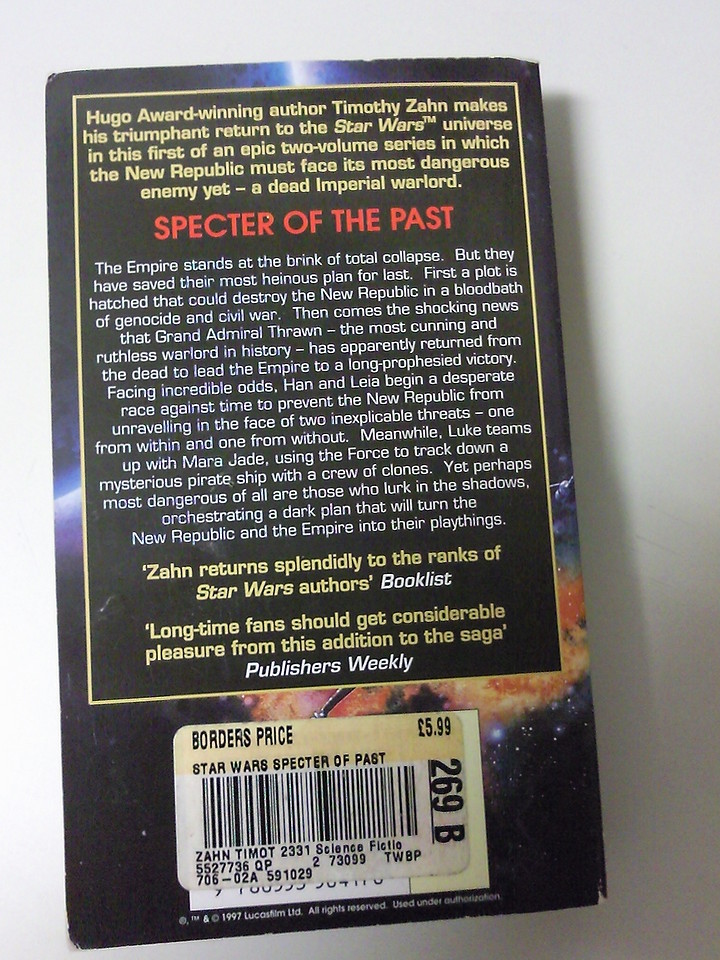 Hugo Award-winning author Timothy Zahn makes
his triumphant return to the Star Wars™ universe
in this first of an epic two-volume series in which
the New Republic must face its most dangerous
enemy yet – a dead Imperial warlord.
SPECTER OF THE PAST
The Empire stands at the brink of total collapse. But they
have saved their most heinous plan for last. First a plot is
hatched that could destroy the New Republic in a bloodbath
of genocide and civil war. Then comes the shocking news
that Grand Admiral Thrawn – the most cunning and
ruthless warlord in history – has apparently returned from
the dead to lead the Empire to a long-prophesied victory.
Facing incredible odds, Han and Leia begin a desperate
race against time to prevent the New Republic from
unravelling in the face of two inexplicable threats – one
from within and one from without. Meanwhile, Luke teams
up with Mara Jade, using the Force to track down a
mysterious pirate ship with a crew of clones. Yet perhaps
most dangerous of all are those who lurk in the shadows,
orchestrating a dark plan that will turn the
New Republic and the Empire into their playthings.
‘Zahn returns splendidly to the ranks of
Star Wars authors’ Booklist
‘Long-time fans should get considerable
pleasure from this addition to the saga’
Publishers Weekly
BORDERS PRICE £5.99
STAR WARS SPECTER OF PAST
269 B
ZAHN TIMOT 2331 Science Fictio
5527736 QP 2 73099 TWBP
706-02A 591029
®, ™ & © 1997 Lucasfilm Ltd. All rights reserved. Used under authorization.